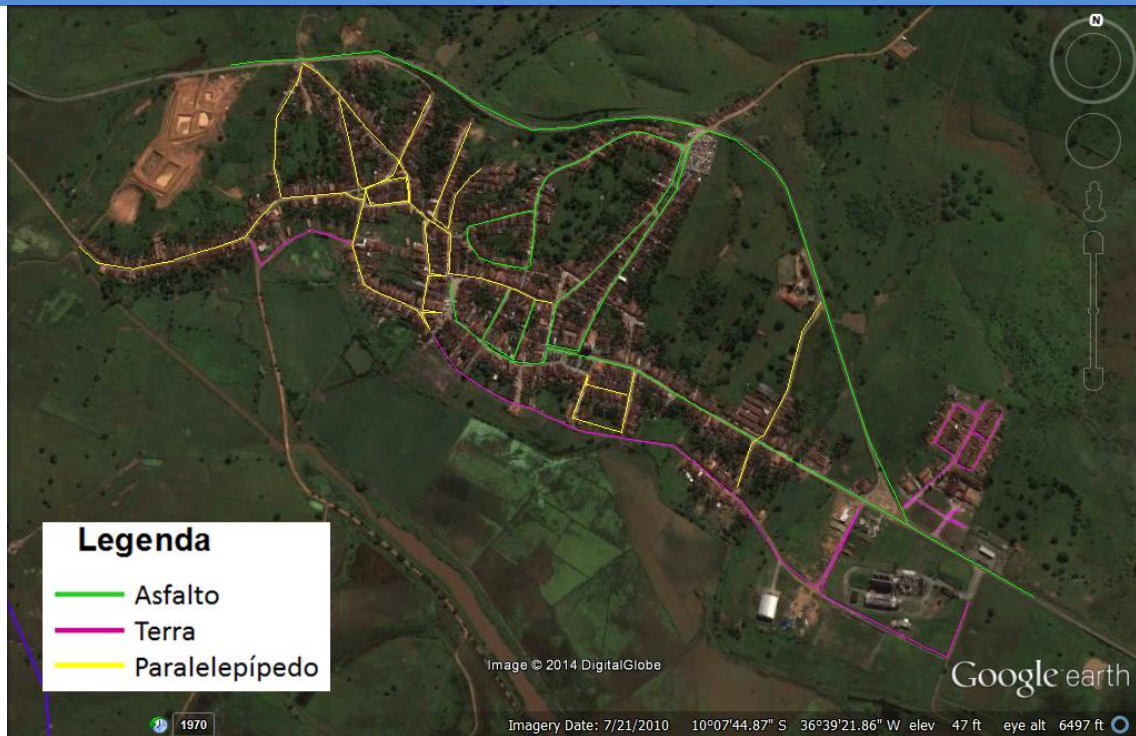 N
Legenda
Asfalto
Terra
Paralelepípedo
Image © 2014 DigitalGlobe
Google earth
1970
Imagery Date: 7/21/2010 10°07'44.87" S 36°39'21.86" W elev 47 ft eye alt 6497 ft